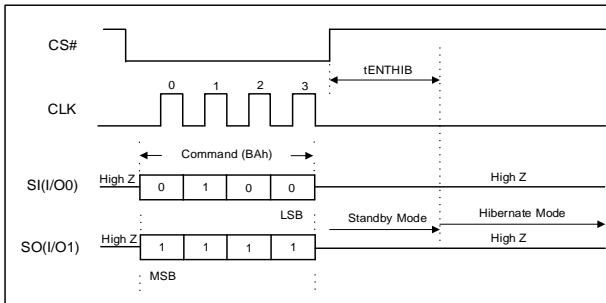 CS#
tENTHIB
0 1 2 3
CLK
Command (BAh)
High Z
High Z
SI(I/O0)
0 1 0 0
LSB
Standby Mode
Hibernate Mode
High Z
High Z
SO(I/O1)
1 1 1 1
MSB